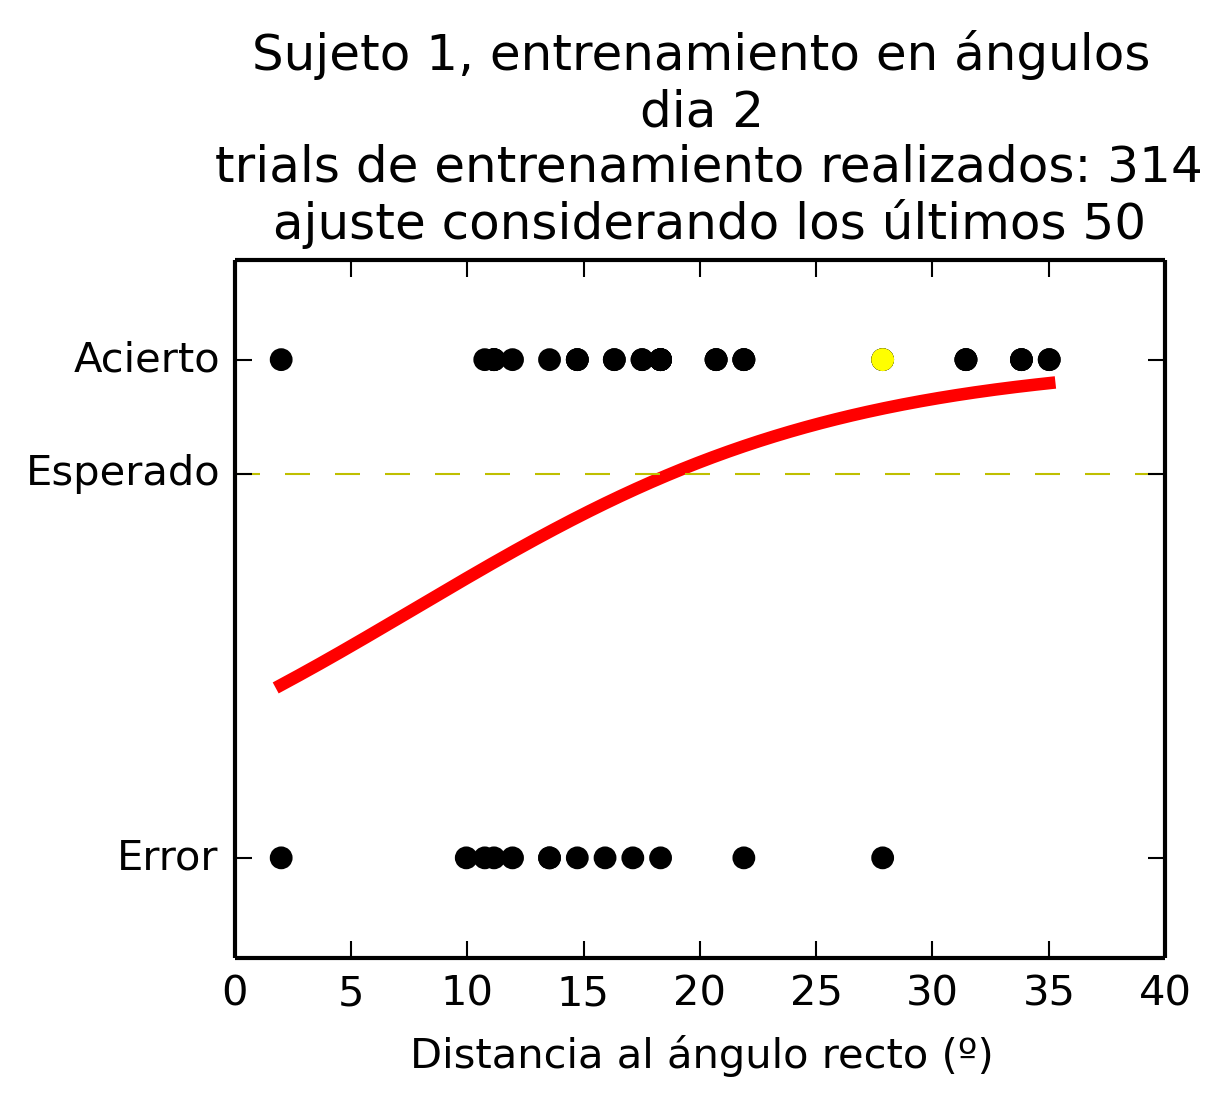 Sujeto 1, entrenamiento en ángulos
dia 2
trials de entrenamiento realizados: 314
ajuste considerando los últimos 50
Acierto
Esperado
Error
0 5 10 15 20 25 30 35 40
Distancia al ángulo recto (º)